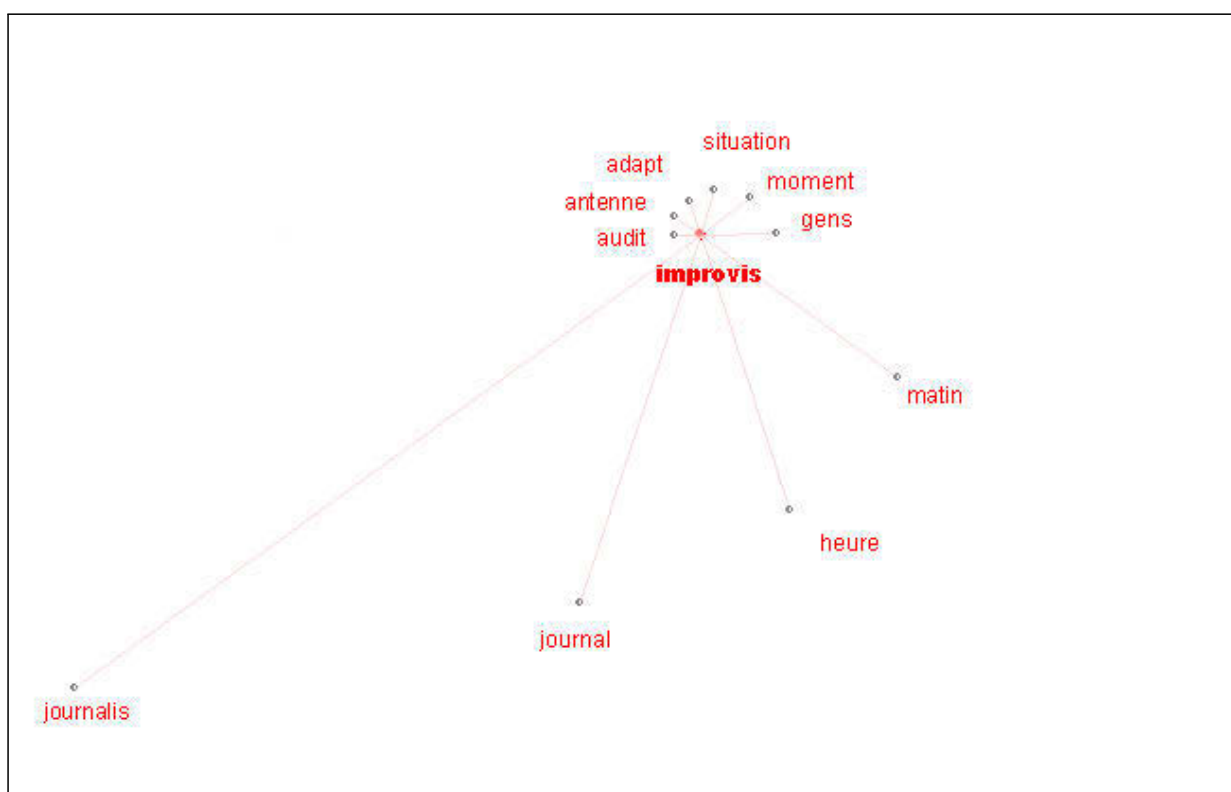 situation
adapt
moment
antenne
gens
audit
improvis
matin
heure
journal
journalis